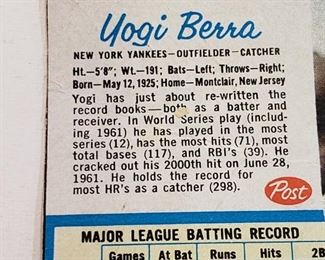 Yogi Berra
NEW YORK YANKEES—OUTFIELDER-CATCHER
Ht.—5'8"; Wt.—191; Bats—Left; Throws—Right;
Born—May 12, 1925; Home—Montclair, New Jersey
Yogi has just about re-written the
record books—both as a batter and
receiver. In World Series play (includ-
ing 1961) he has played in the most
series (12), has the most hits (71), most
total bases (117), and RBI's (39). He
cracked out his 2000th hit on June 28,
1961. He holds the record for
most HR's as a catcher (298).
Post
MAJOR LEAGUE BATTING RECORD
Games At Bat Runs Hits 2B